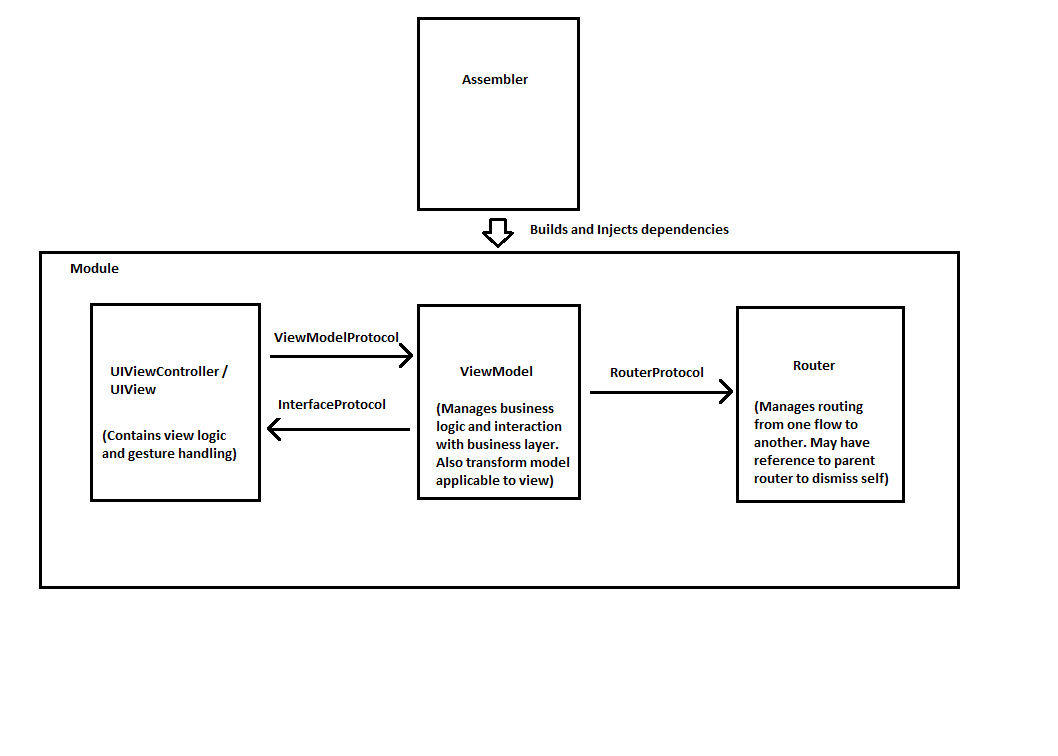 Assembler
Builds and Injects dependencies
Module
UIViewController /
UIView
(Contains view logic
and gesture handling)
ViewModelProtocol
InterfaceProtocol
ViewModel
(Manages business
logic and interaction
with business layer.
Also transform model
applicable to view)
RouterProtocol
Router
(Manages routing
from one flow to
another. May have
reference to parent
router to dismiss self)